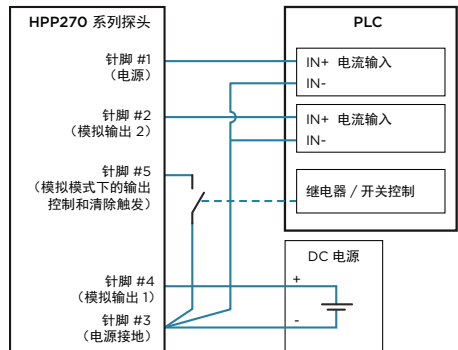 HPP270 系列探头
针脚 #1
（电源）
针脚 #2
（模拟输出 2）
针脚 #5
（模拟模式下的输出
控制和清除触发）
针脚 #4
（模拟输出 1）
针脚 #3
（电源接地）
PLC
IN+ 电流输入
IN-
IN+ 电流输入
IN-
继电器 / 开关控制
DC 电源
+
-